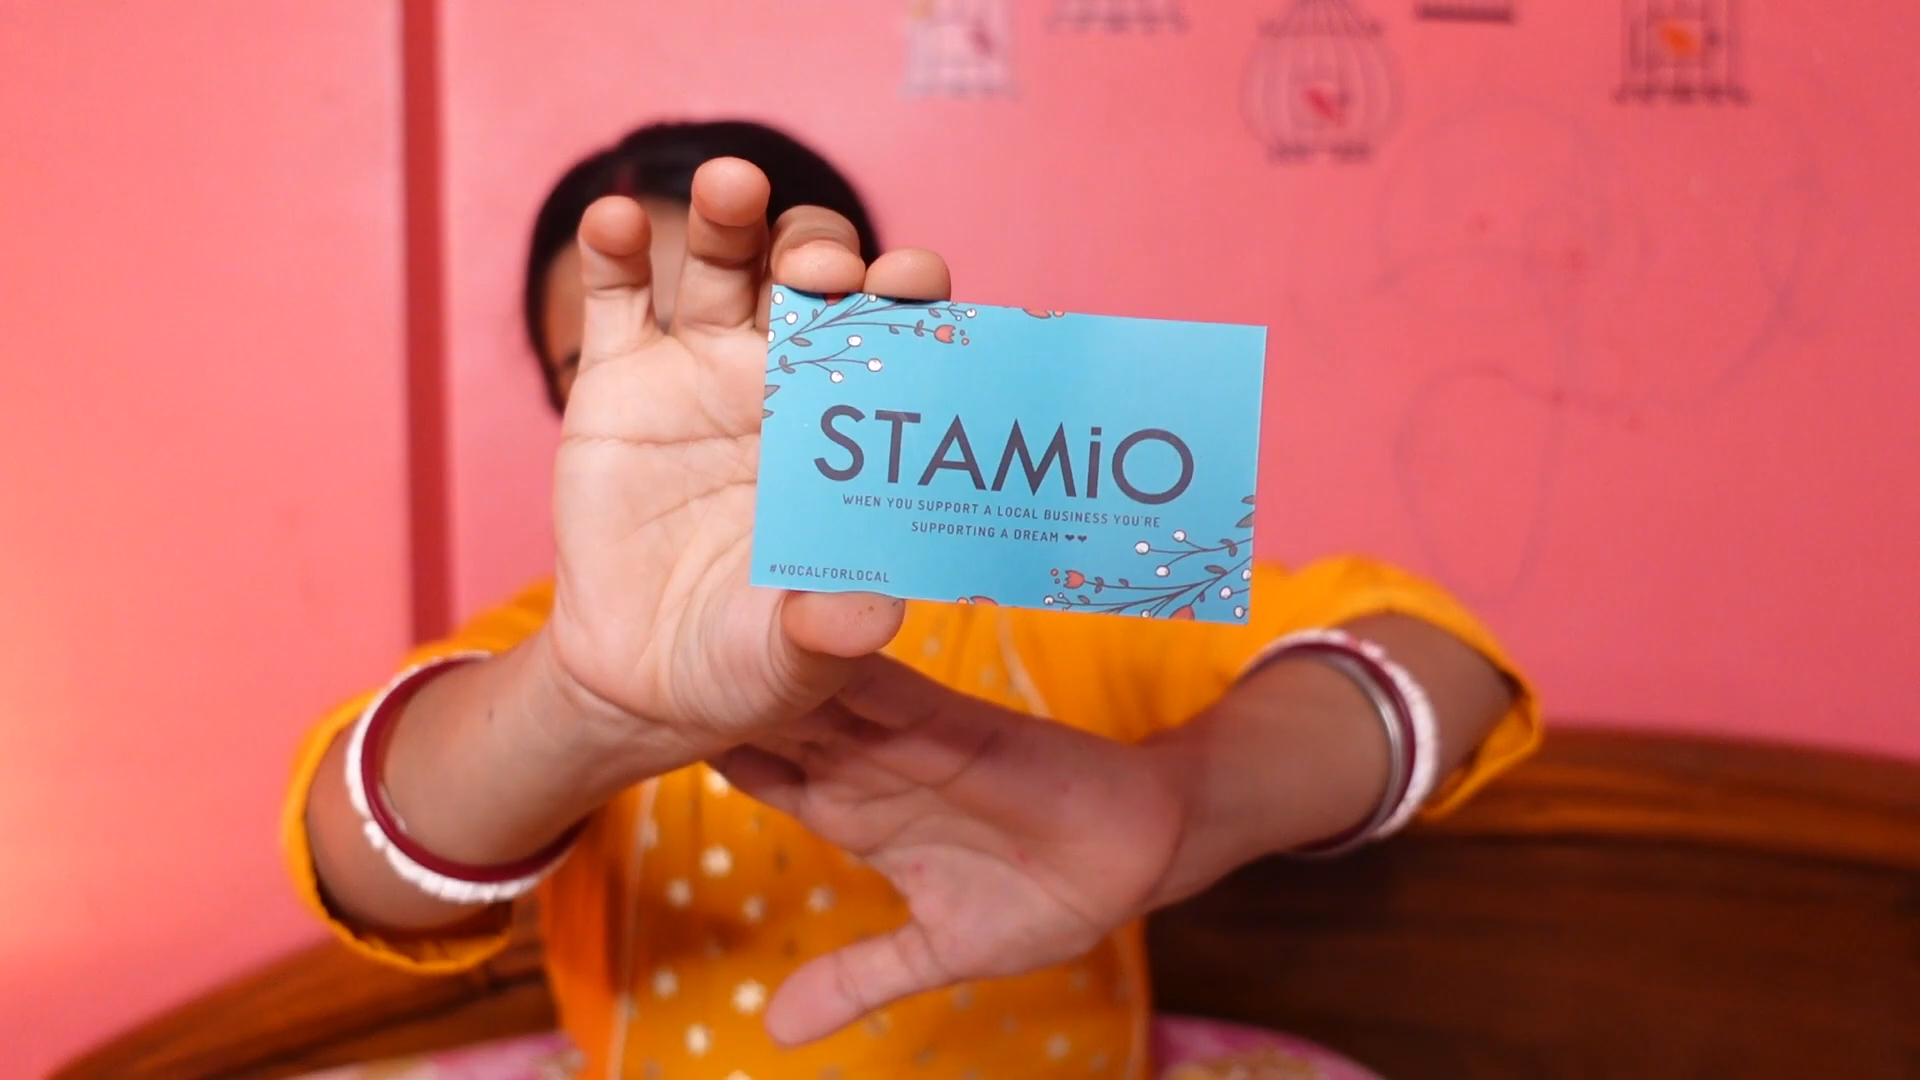 STAMiO
WHEN YOU SUPPORT A LOCAL BUSINESS YOU'RE
SUPPORTING A DREAM ❤❤
#VOCALFORLOCAL